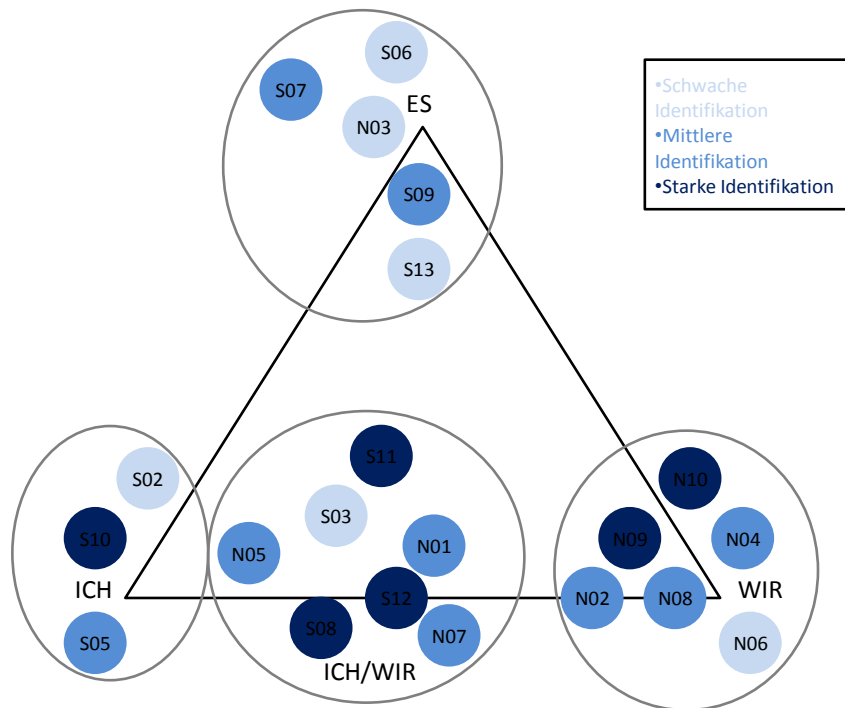 S06
S07
ES
N03
•Schwache
Identifikation
•Mittlere
Identifikation
•Starke Identifikation
S09
S13
S11
S02
N10
S03
S10
N09
N04
N01
N05
ICH
WIR
S12
N02
N08
S08
N07
S05
N06
ICH/WIR